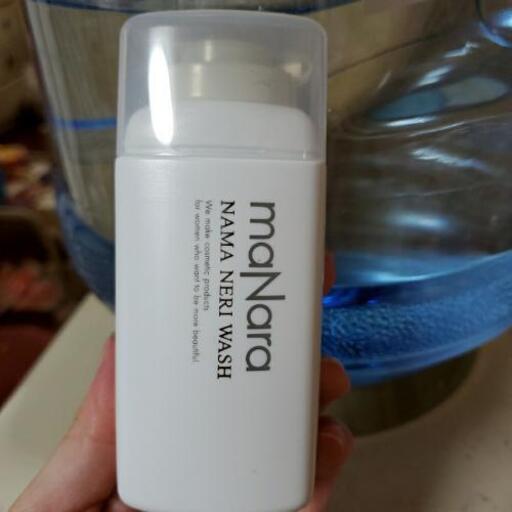 maNara
NAMA NERI WASH
We make cosmetic products
for women who want to be more beautiful